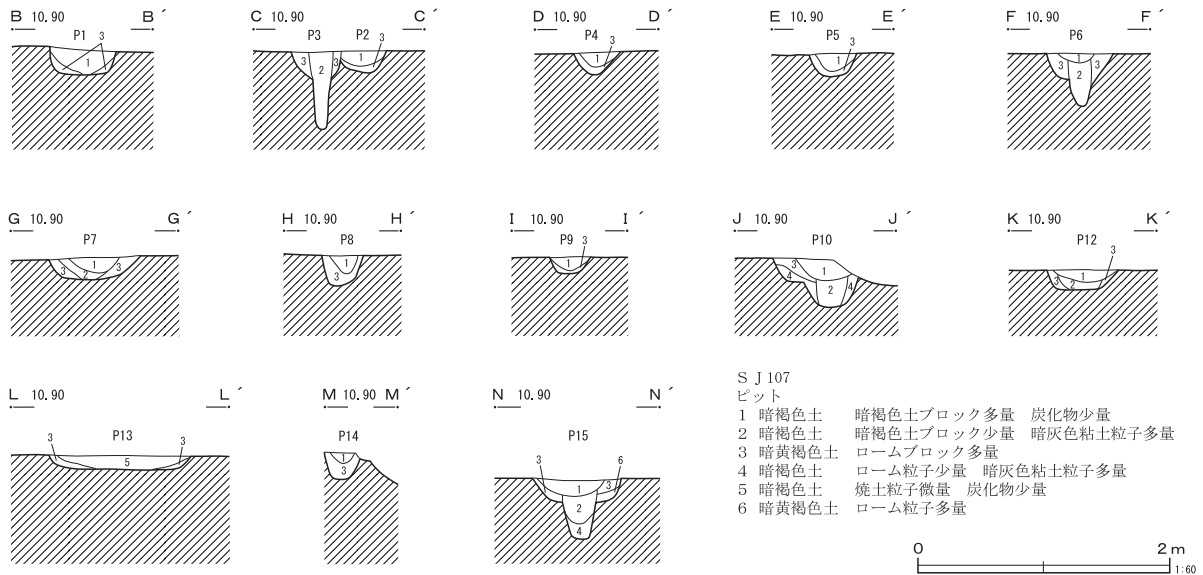 B 10.90 B´
P1 3
1
C 10.90 C´
P3 P2 3
3 2 3 1
D 10.90 D´
P4 3
1
E 10.90 E´
P5 3
1
F 10.90 F´
P6
1
3 2 3
G 10.90 G´
P7
3 2 1 3
H 10.90 H´
P8
1
3
I 10.90 I´
P9 3
1
J 10.90 J´
P10
3 1
4 2 4
K 10.90 K´
P12 3
3 2 1
L 10.90 L´
3 P13 3
5
M 10.90 M´
P14
1
3
N 10.90 N´
P15
3 6
1 3
2
4
ＳＪ107
ピット
1 暗褐色土 暗褐色土ブロック多量 炭化物少量
2 暗褐色土 暗褐色土ブロック少量 暗灰色粘土粒子多量
3 暗黄褐色土 ロームブロック多量
4 暗褐色土 ローム粒子少量 暗灰色粘土粒子多量
5 暗褐色土 焼土粒子微量 炭化物少量
6 暗黄褐色土 ローム粒子多量
0 2m
1:60